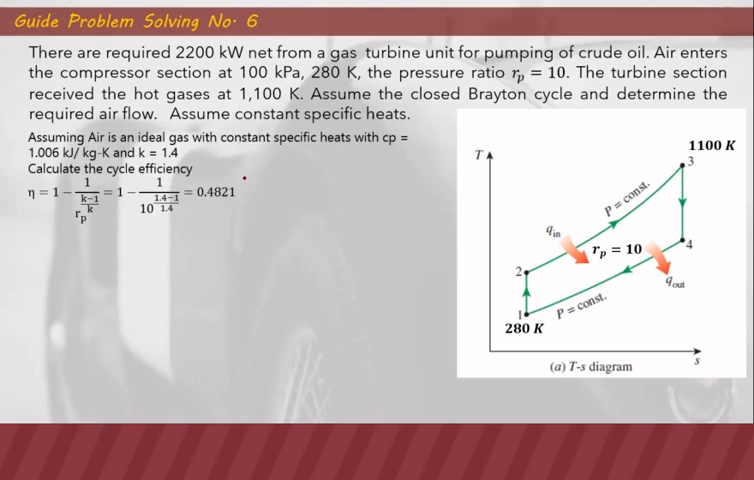 Guide Problem Solving No. 6
There are required 2200 kW net from a gas turbine unit for pumping of crude oil. Air enters
the compressor section at 100 kPa, 280 K, the pressure ratio rₚ = 10. The turbine section
received the hot gases at 1,100 K. Assume the closed Brayton cycle and determine the
required air flow. Assume constant specific heats.
Assuming Air is an ideal gas with constant specific heats with cp =
1.006 kJ/ kg-K and k = 1.4
Calculate the cycle efficiency
η = 1 − 1/rₚ^((k−1)/k) = 1 − 1/10^((1.4−1)/1.4) = 0.4821
1100 K
T
3
P = const.
qin
rₚ = 10
4
2
qout
P = const.
1
280 K
s
(a) T-s diagram